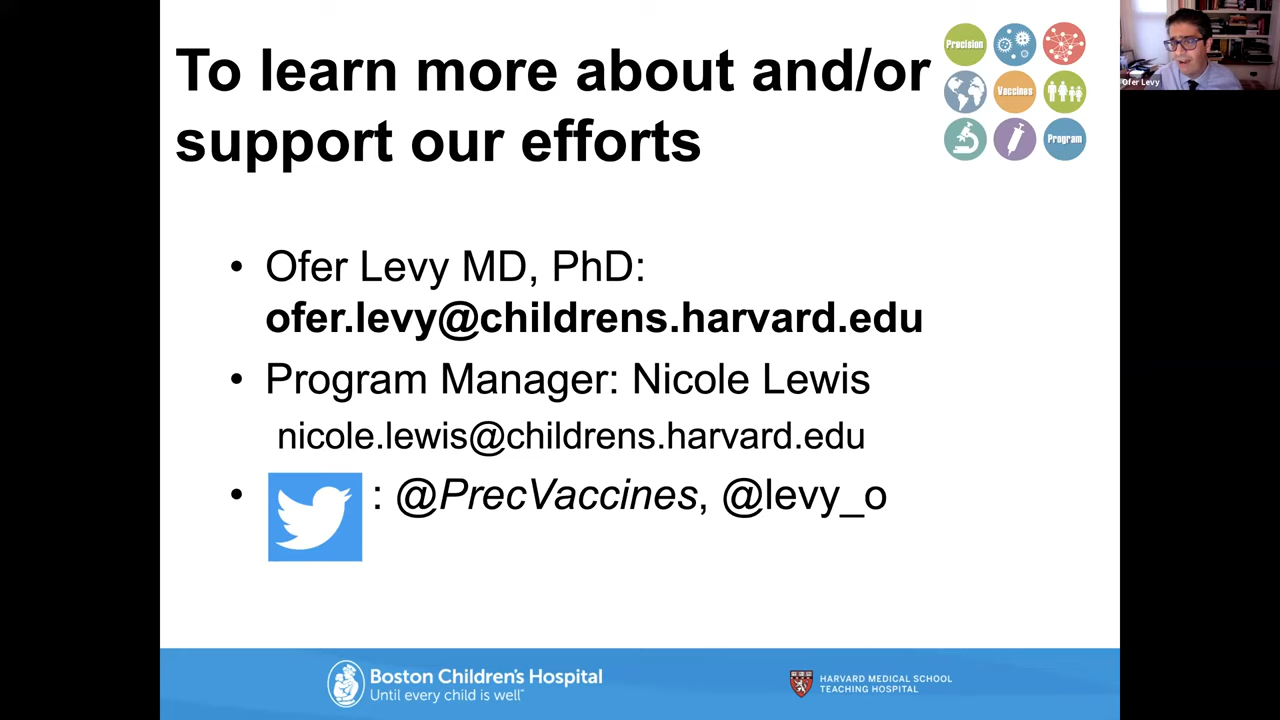 To learn more about and/or
support our efforts
Precision
Vaccines
Program
Ofer Levy
• Ofer Levy MD, PhD:
ofer.levy@childrens.harvard.edu
• Program Manager: Nicole Lewis
nicole.lewis@childrens.harvard.edu
• : @PrecVaccines, @levy_o
Boston Children's Hospital
Until every child is well™
HARVARD MEDICAL SCHOOL
TEACHING HOSPITAL